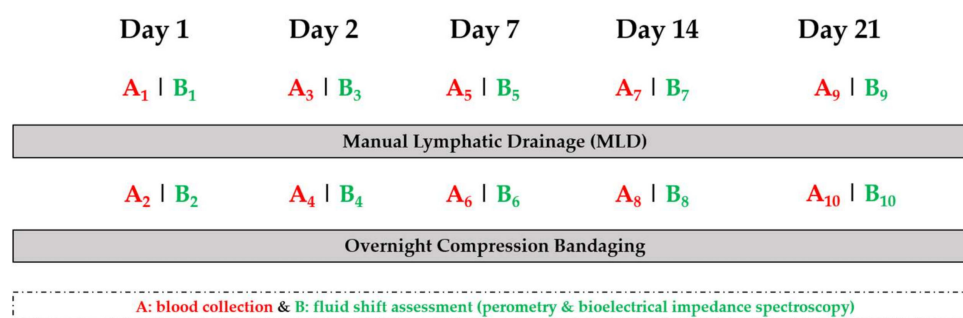 Day 1 Day 2 Day 7 Day 14 Day 21
A₁ | B₁ A₃ | B₃ A₅ | B₅ A₇ | B₇ A₉ | B₉
Manual Lymphatic Drainage (MLD)
A₂ | B₂ A₄ | B₄ A₆ | B₆ A₈ | B₈ A₁₀ | B₁₀
Overnight Compression Bandaging
A: blood collection & B: fluid shift assessment (perometry & bioelectrical impedance spectroscopy)